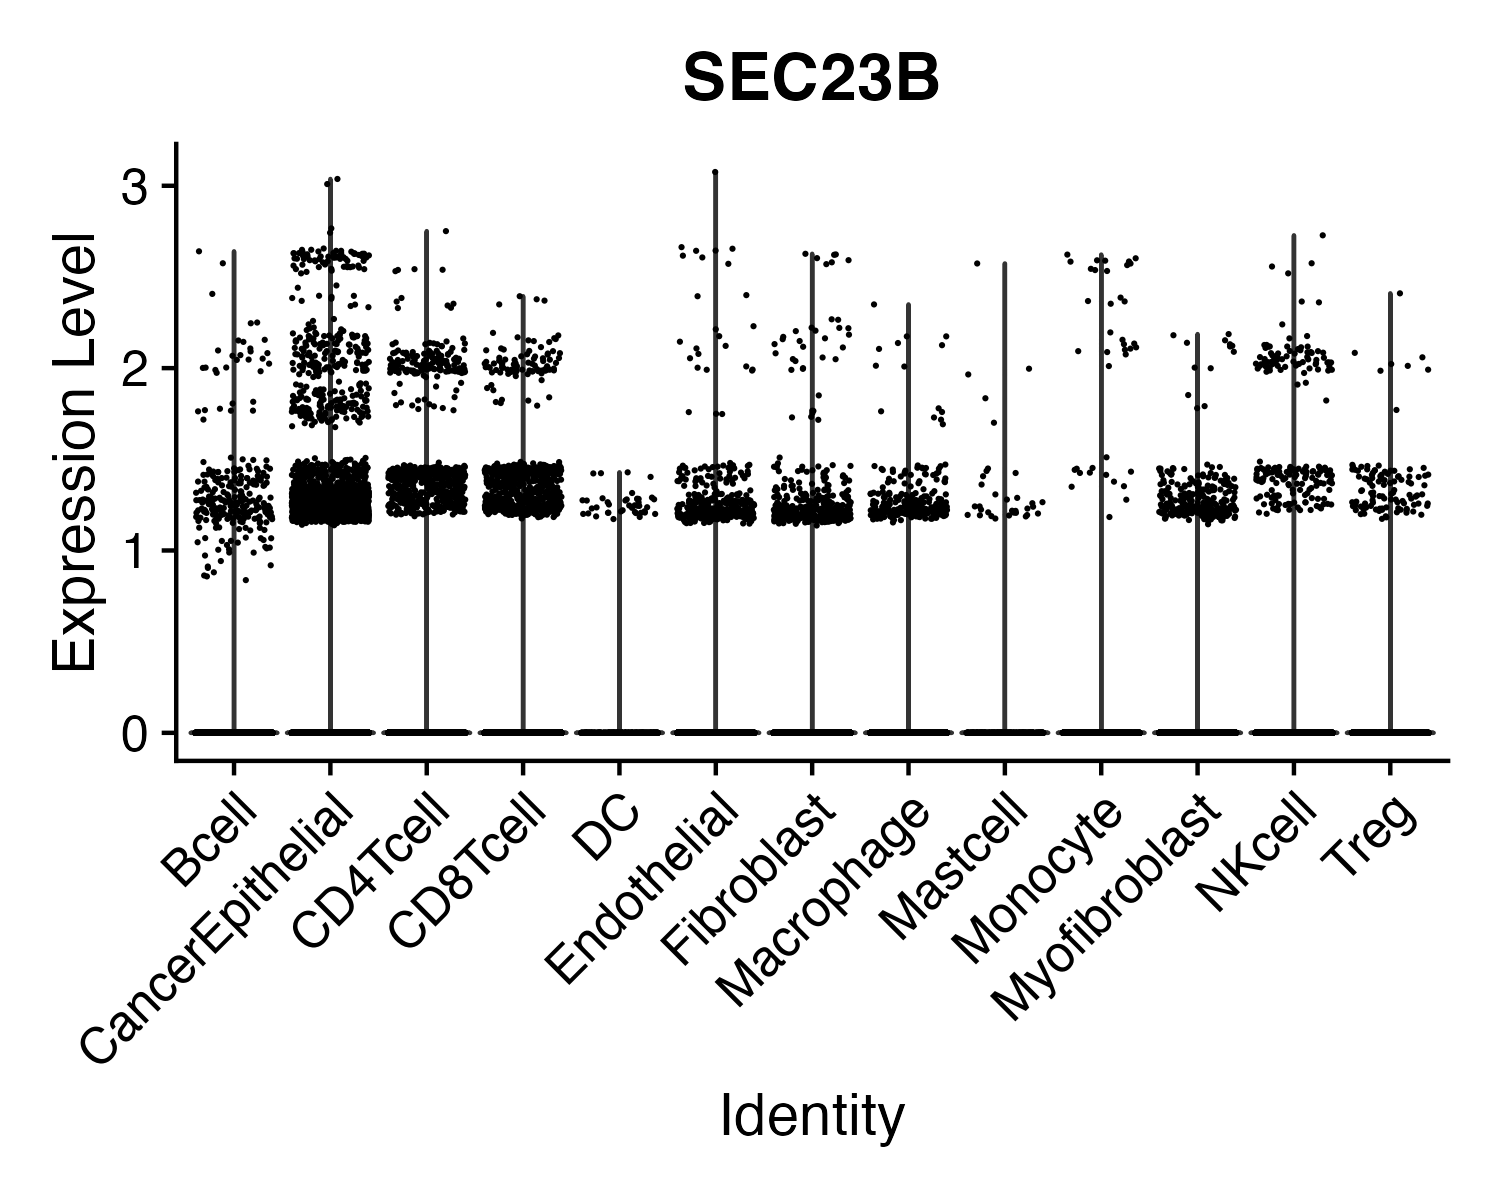 SEC23B
Expression Level
3
2
1
0
Bcell
CancerEpithelial
CD4Tcell
CD8Tcell
DC
Endothelial
Fibroblast
Macrophage
Mastcell
Monocyte
Myofibroblast
NKcell
Treg
Identity